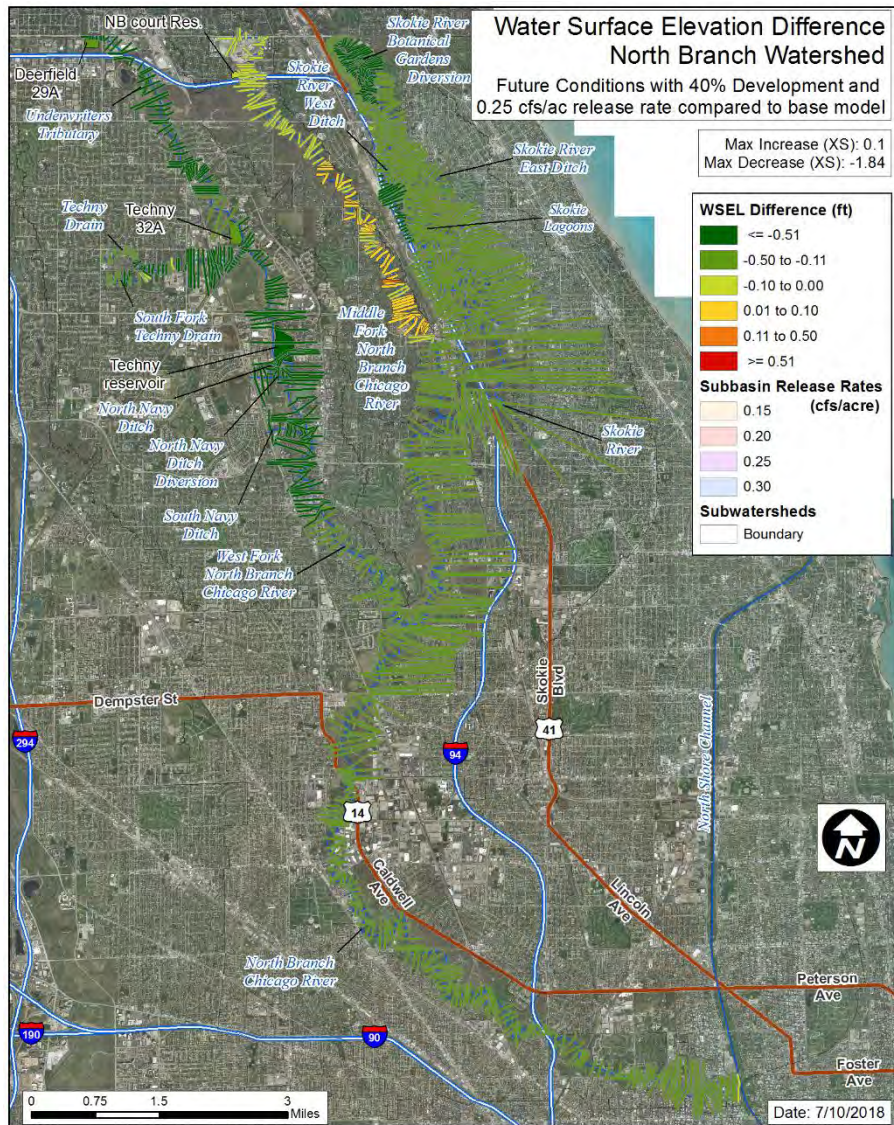 Water Surface Elevation Difference
North Branch Watershed
Future Conditions with 40% Development and
0.25 cfs/ac release rate compared to base model
Max Increase (XS): 0.1
Max Decrease (XS): -1.84
WSEL Difference (ft)
<= -0.51
-0.50 to -0.11
-0.10 to 0.00
0.01 to 0.10
0.11 to 0.50
>= 0.51
Subbasin Release Rates
(cfs/acre)
0.15
0.20
0.25
0.30
Subwatersheds
Boundary
NB court Res.
Deerfield
29A
Underwriters
Tributary
Skokie River
Botanical
Gardens
Diversion
Skokie
River
West
Ditch
Skokie River
East Ditch
Skokie
Lagoons
Techny
Drain
Techny
32A
South Fork
Techny Drain
Middle
Fork
North
Branch
Chicago
River
Techny
reservoir
North Navy
Ditch
North Navy
Ditch
Diversion
South Navy
Ditch
Skokie
River
West Fork
North Branch
Chicago River
Dempster St
Skokie
Blvd
294
94
41
14
North Shore Channel
N
Caldwell
Ave
Lincoln
Ave
North Branch
Chicago River
Peterson
Ave
190
90
Foster
Ave
0 0.75 1.5 3
Miles
Date: 7/10/2018